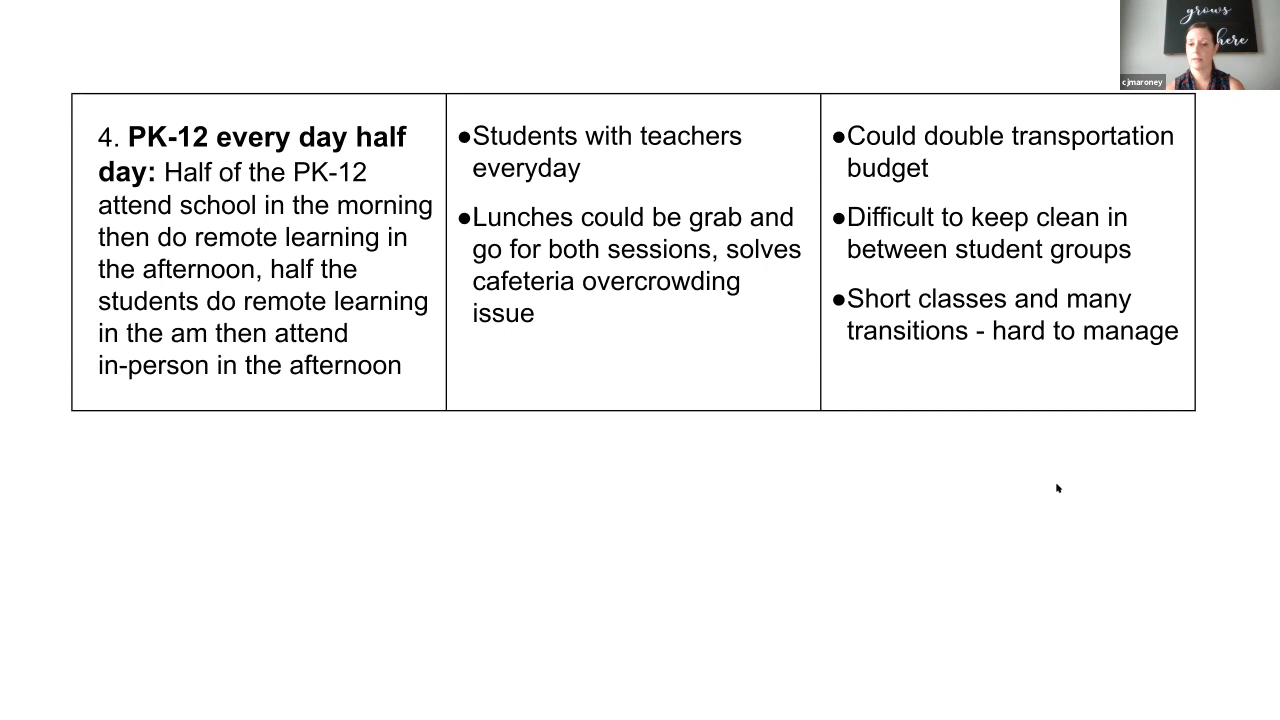 grows
here
cjmaroney
4. PK-12 every day half
day: Half of the PK-12
attend school in the morning
then do remote learning in
the afternoon, half the
students do remote learning
in the am then attend
in-person in the afternoon
●Students with teachers
everyday
●Lunches could be grab and
go for both sessions, solves
cafeteria overcrowding
issue
●Could double transportation
budget
●Difficult to keep clean in
between student groups
●Short classes and many
transitions - hard to manage